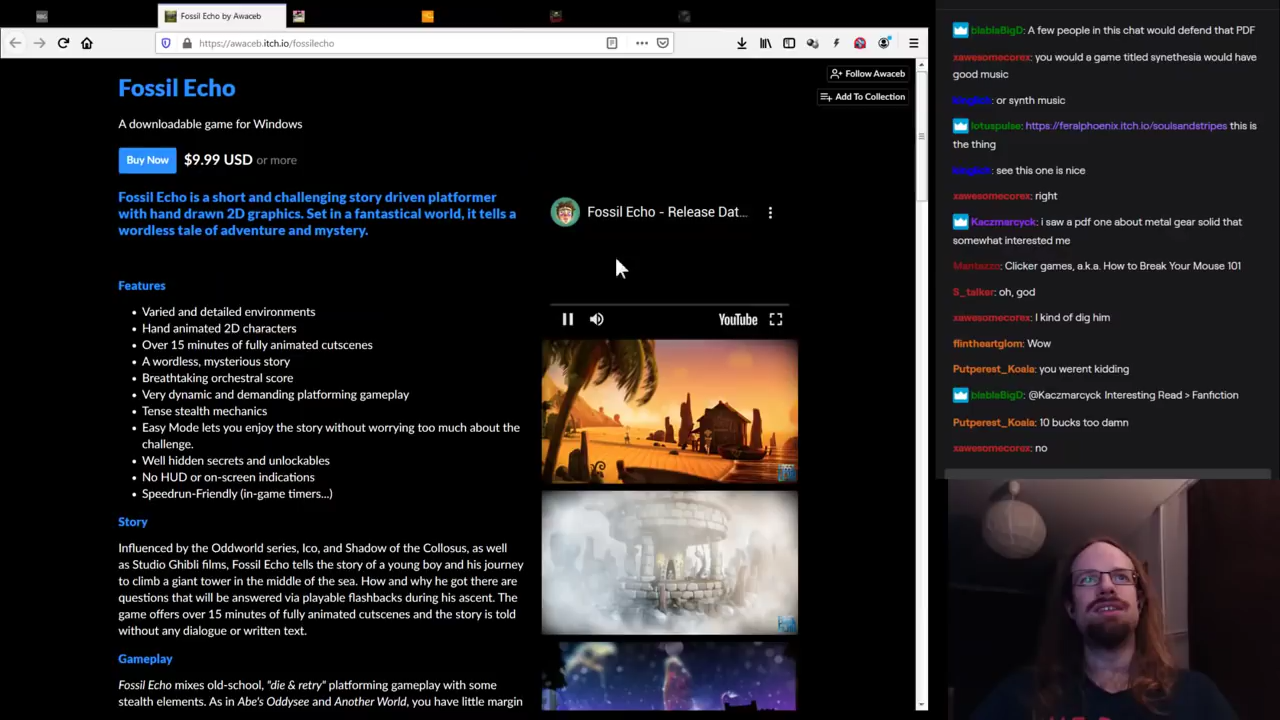 Fossil Echo by Awaceb
https://awaceb.itch.io/fossilecho
Fossil Echo
A downloadable game for Windows
Buy Now $9.99 USD or more
Follow Awaceb
Add To Collection
Fossil Echo is a short and challenging story driven platformer
with hand drawn 2D graphics. Set in a fantastical world, it tells a
wordless tale of adventure and mystery.
Features
Varied and detailed environments
Hand animated 2D characters
Over 15 minutes of fully animated cutscenes
A wordless, mysterious story
Breathtaking orchestral score
Very dynamic and demanding platforming gameplay
Tense stealth mechanics
Easy Mode lets you enjoy the story without worrying too much about the
challenge.
Well hidden secrets and unlockables
No HUD or on-screen indications
Speedrun-Friendly (in-game timers...)
Story
Influenced by the Oddworld series, Ico, and Shadow of the Collosus, as well
as Studio Ghibli films, Fossil Echo tells the story of a young boy and his journey
to climb a giant tower in the middle of the sea. How and why he got there are
questions that will be answered via playable flashbacks during his ascent. The
game offers over 15 minutes of fully animated cutscenes and the story is told
without any dialogue or written text.
Gameplay
Fossil Echo mixes old-school, "die & retry" platforming gameplay with some
stealth elements. As in Abe's Oddysee and Another World, you have little margin
Fossil Echo - Release Dat...
YouTube
blablaBigD: A few people in this chat would defend that PDF
xawesomecorex: you would a game titled synethesia would have
good music
: or synth music
lotuspulse: https://feralphoenix.itch.io/soulsandstripes this is
the thing
: see this one is nice
xawesomecorex: right
Kaczmarcyck: i saw a pdf one about metal gear solid that
somewhat interested me
: Clicker games, a.k.a. How to Break Your Mouse 101
S_talker: oh, god
xawesomecorex: I kind of dig him
flintheartglom: Wow
Putperest_Koala: you werent kidding
blablaBigD: @Kaczmarcyck Interesting Read > Fanfiction
Putperest_Koala: 10 bucks too damn
xawesomecorex: no